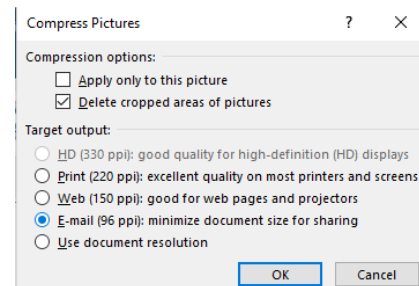 Compress Pictures ? ×
Compression options:
Apply only to this picture
Delete cropped areas of pictures
Target output:
HD (330 ppi): good quality for high-definition (HD) displays
Print (220 ppi): excellent quality on most printers and screens
Web (150 ppi): good for web pages and projectors
E-mail (96 ppi): minimize document size for sharing
Use document resolution
OK Cancel